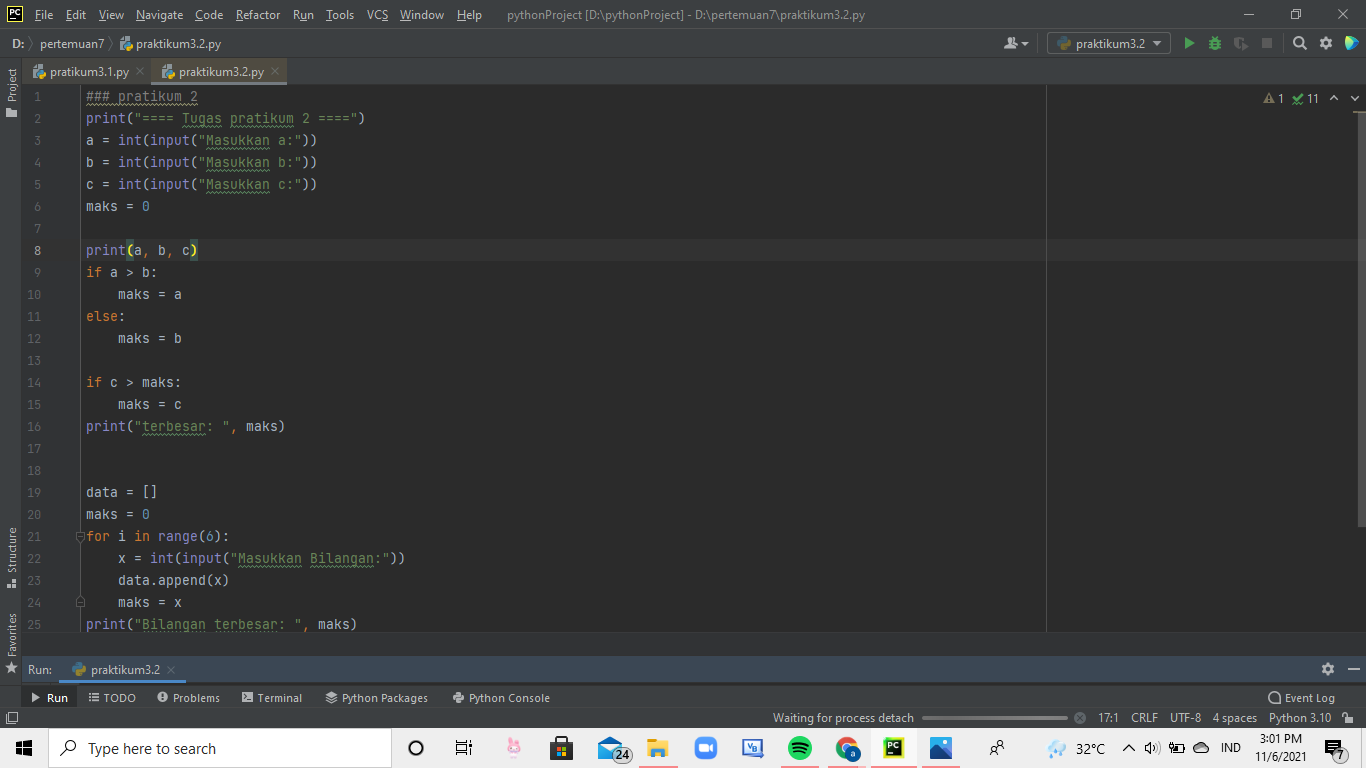 PC File Edit View Navigate Code Refactor Run Tools VCS Window Help pythonProject [D:\pythonProject] - D:\pertemuan7\praktikum3.2.py
D: pertemuan7 praktikum3.2.py praktikum3.2
Project pratikum3.1.py praktikum3.2.py
1 ### pratikum 2 1 11
2 print("==== Tugas pratikum 2 ====")
3 a = int(input("Masukkan a:"))
4 b = int(input("Masukkan b:"))
5 c = int(input("Masukkan c:"))
6 maks = 0
7
8 print(a, b, c)
9 if a > b:
10     maks = a
11 else:
12     maks = b
13
14 if c > maks:
15     maks = c
16 print("terbesar: ", maks)
17
18
19 data = []
20 maks = 0
21 for i in range(6):
22     x = int(input("Masukkan Bilangan:"))
23     data.append(x)
24     maks = x
25 print("Bilangan terbesar: ", maks)
Structure
Favorites
Run: praktikum3.2
Run TODO Problems Terminal Python Packages Python Console Event Log
Waiting for process detach 17:1 CRLF UTF-8 4 spaces Python 3.10
Type here to search 24 VB a PC 32°C IND 3:01 PM
11/6/2021 7